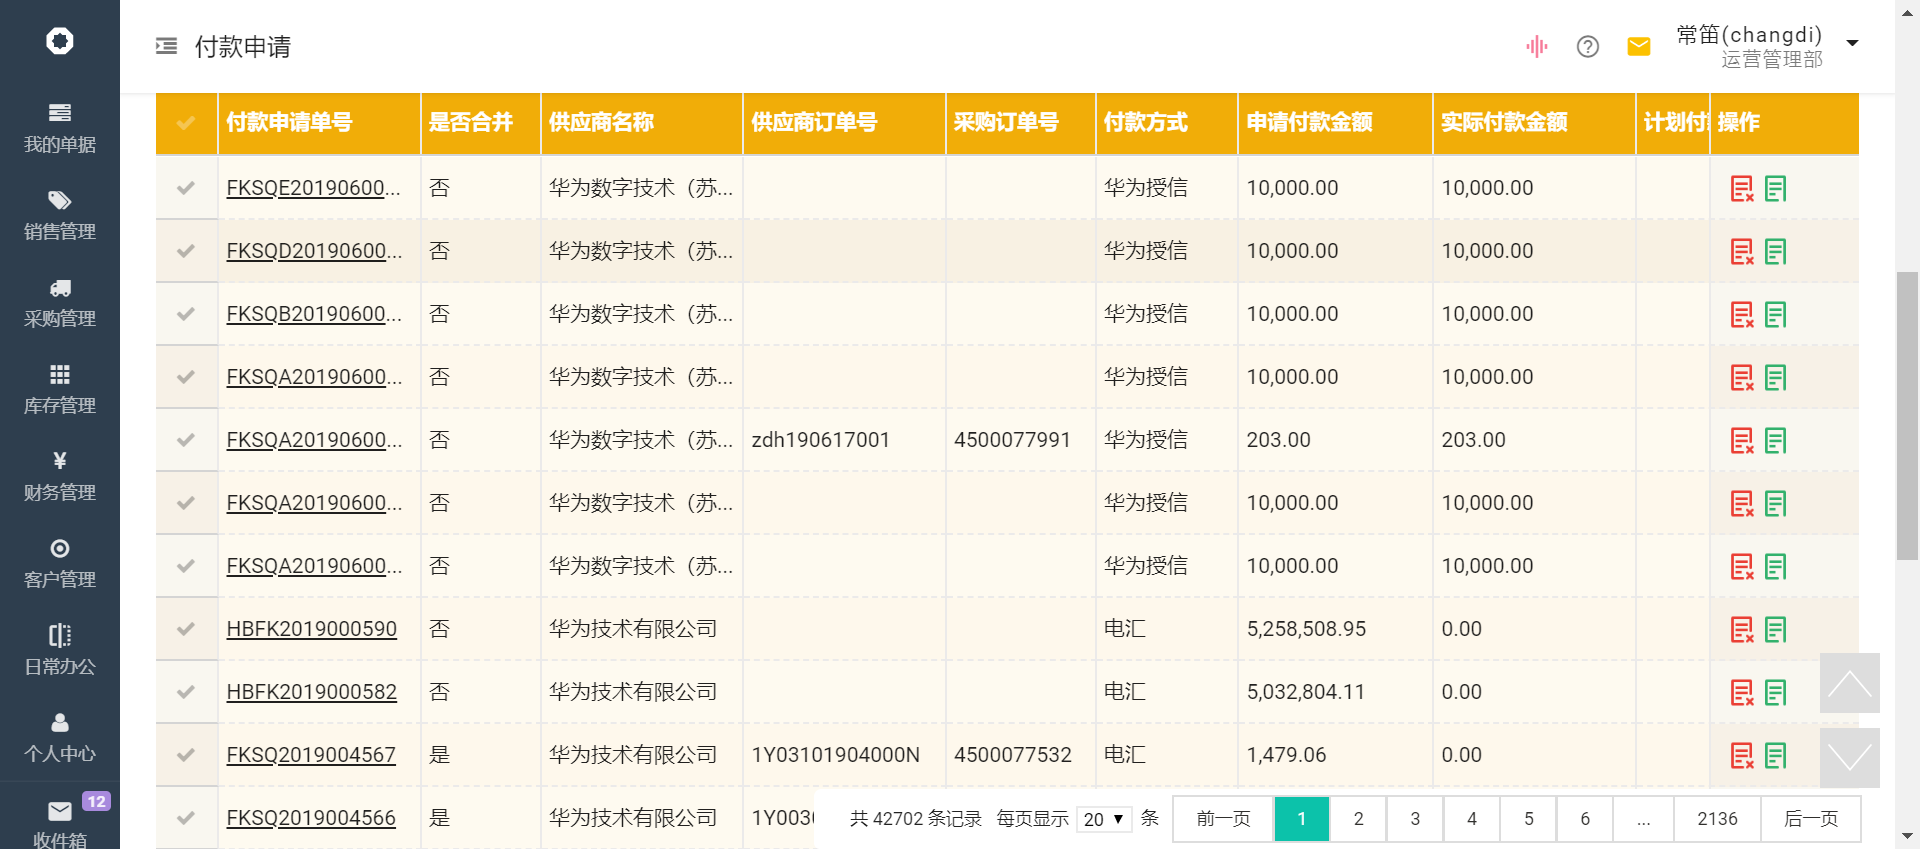 付款申请
常笛(changdi)
运营管理部
我的单据
销售管理
采购管理
库存管理
¥
财务管理
客户管理
日常办公
个人中心
12
收件箱
付款申请单号 是否合并 供应商名称 供应商订单号 采购订单号 付款方式 申请付款金额 实际付款金额 计划付 操作
FKSQE20190600... 否 华为数字技术（苏... 华为授信 10,000.00 10,000.00
FKSQD20190600... 否 华为数字技术（苏... 华为授信 10,000.00 10,000.00
FKSQB20190600... 否 华为数字技术（苏... 华为授信 10,000.00 10,000.00
FKSQA20190600... 否 华为数字技术（苏... 华为授信 10,000.00 10,000.00
FKSQA20190600... 否 华为数字技术（苏... zdh190617001 4500077991 华为授信 203.00 203.00
FKSQA20190600... 否 华为数字技术（苏... 华为授信 10,000.00 10,000.00
FKSQA20190600... 否 华为数字技术（苏... 华为授信 10,000.00 10,000.00
HBFK2019000590 否 华为技术有限公司 电汇 5,258,508.95 0.00
HBFK2019000582 否 华为技术有限公司 电汇 5,032,804.11 0.00
FKSQ2019004567 是 华为技术有限公司 1Y03101904000N 4500077532 电汇 1,479.06 0.00
FKSQ2019004566 是 华为技术有限公司 1Y003
共 42702 条记录 每页显示 20 条 前一页 1 2 3 4 5 6 ... 2136 后一页